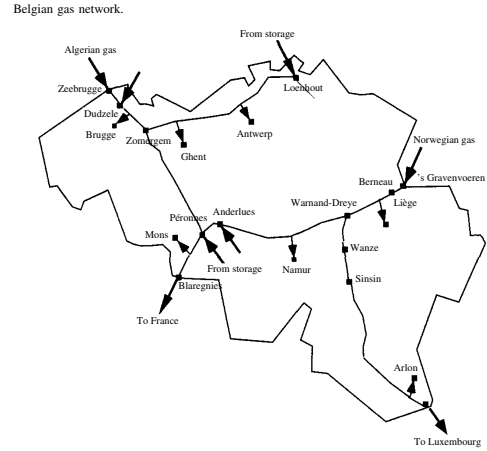 Belgian gas network.
From storage
Algerian gas
Zeebrugge
Loenhout
Dudzele
Brugge
Zomergem
Antwerp
Ghent
Norwegian gas
Berneau
's Gravenvoeren
Warnand-Dreye
Liège
Péronnes
Anderlues
Mons
Wanze
From storage
Namur
Sinsin
Blaregnies
To France
Arlon
To Luxembourg